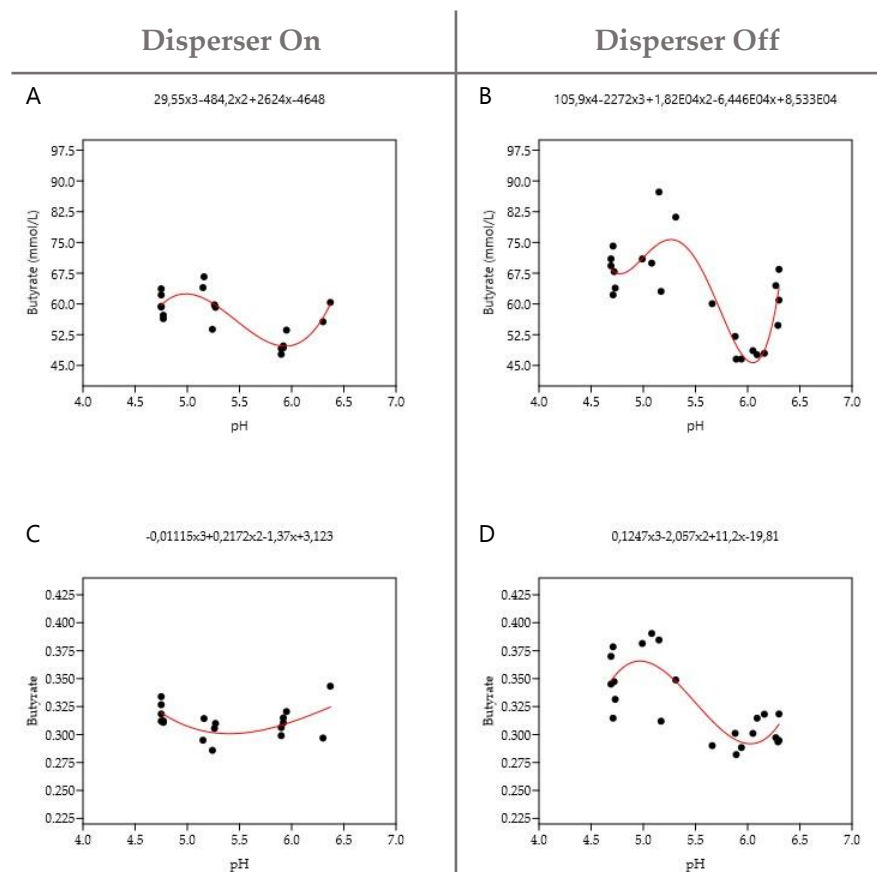 Disperser On
Disperser Off
A
29,55x3-484,2x2+2624x-4648
97.5
90.0
82.5
75.0
67.5
60.0
52.5
45.0
Butyrate (mmol/L)
4.0 4.5 5.0 5.5 6.0 6.5 7.0
pH
B
105,9x4-2272x3+1,82E04x2-6,446E04x+8,533E04
97.5
90.0
82.5
75.0
67.5
60.0
52.5
45.0
Butyrate (mmol/L)
4.0 4.5 5.0 5.5 6.0 6.5 7.0
pH
C
-0,01115x3+0,2172x2-1,37x+3,123
0.425
0.400
0.375
0.350
0.325
0.300
0.275
0.250
0.225
Butyrate
4.0 4.5 5.0 5.5 6.0 6.5 7.0
pH
D
0,1247x3-2,057x2+11,2x-19,81
0.425
0.400
0.375
0.350
0.325
0.300
0.275
0.250
0.225
Butyrate
4.0 4.5 5.0 5.5 6.0 6.5 7.0
pH